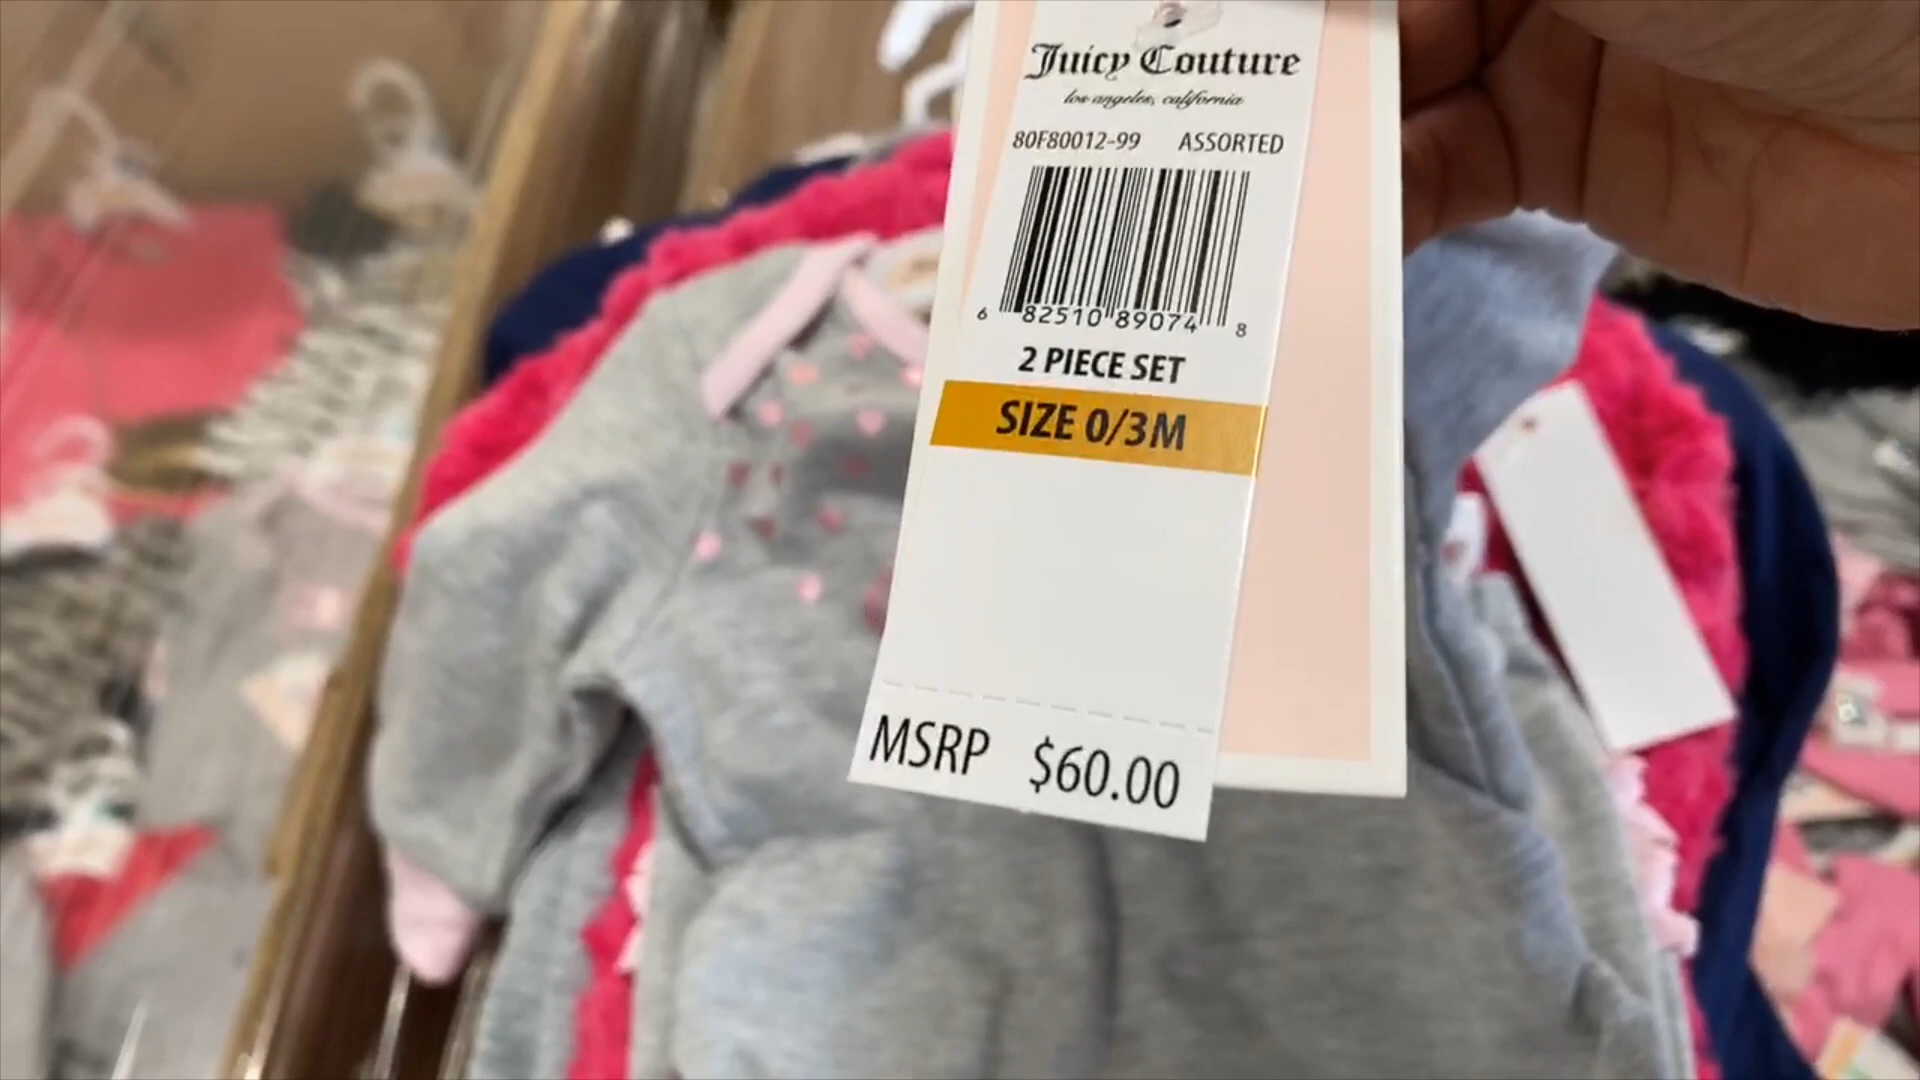 Juicy Couture
los angeles, california
80F80012-99 ASSORTED
6 82510 89074 8
2 PIECE SET
SIZE 0/3M
MSRP $60.00